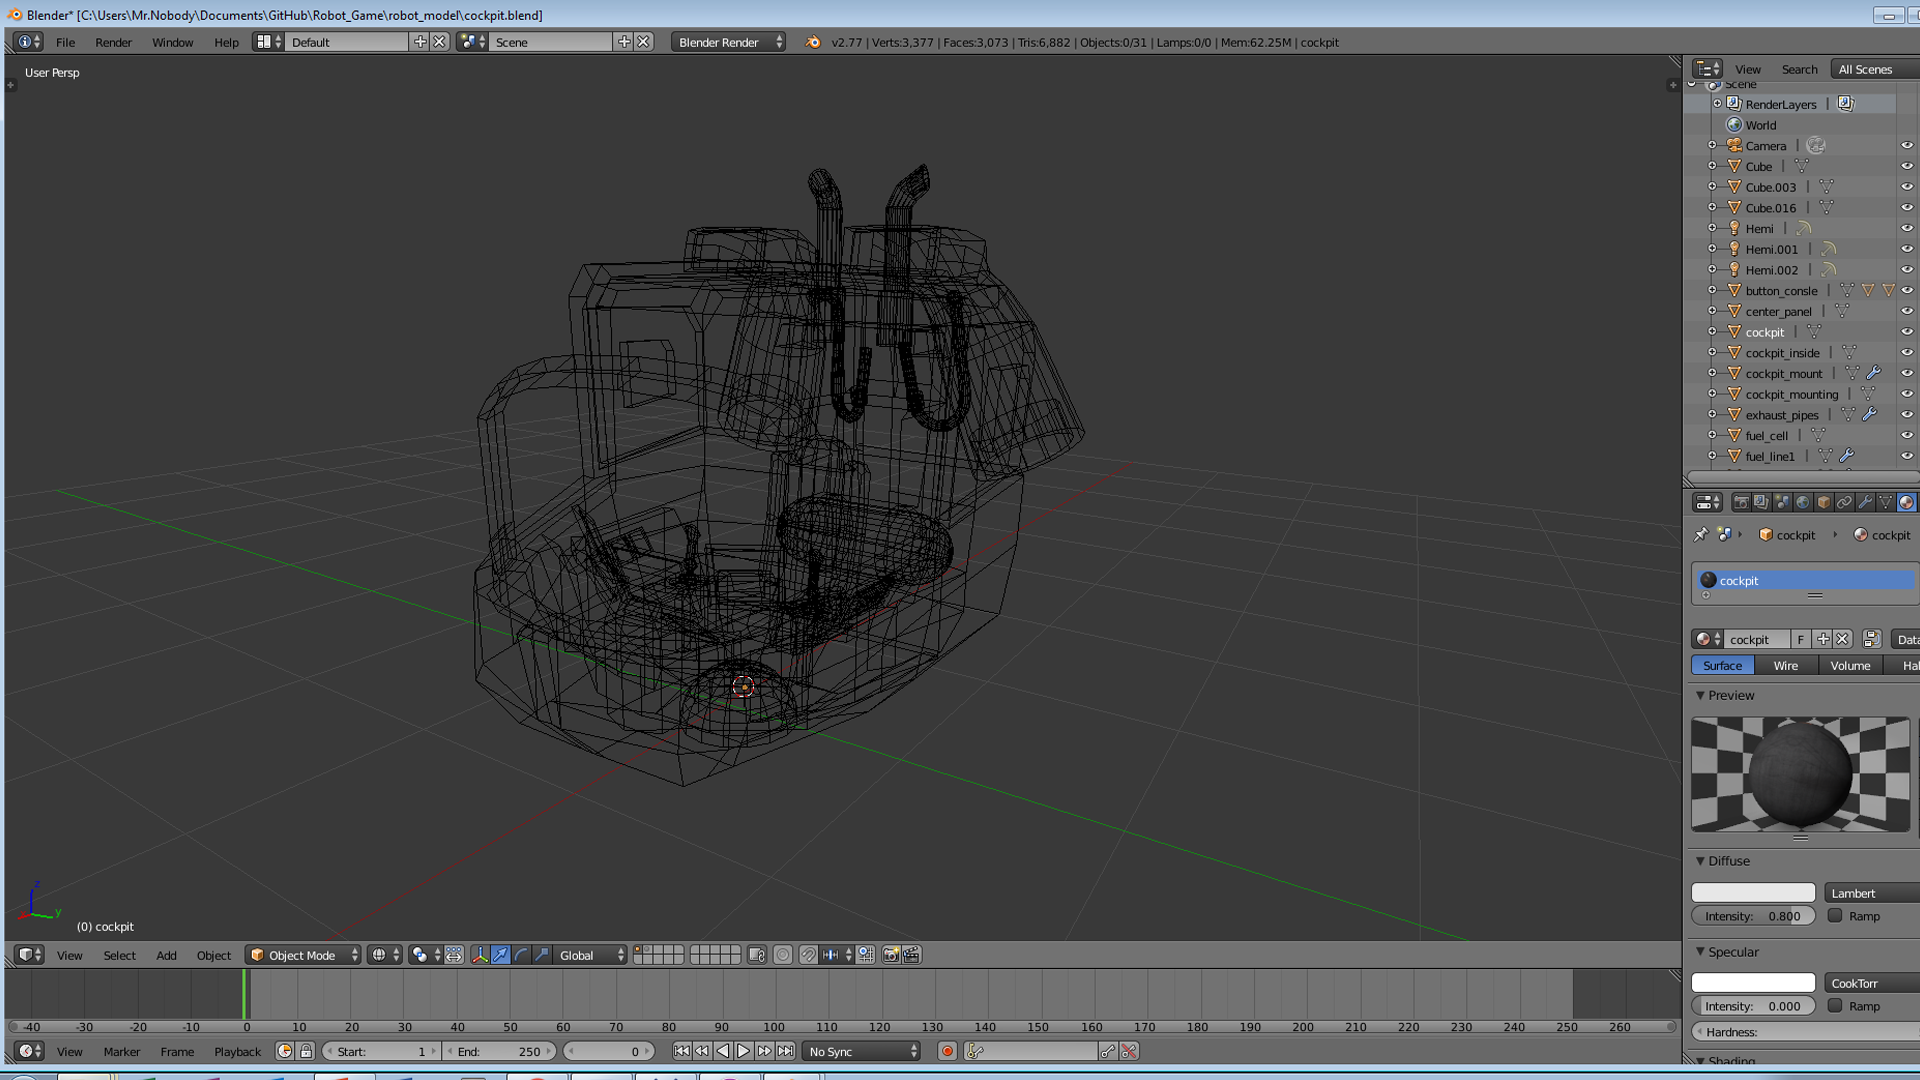 Blender* [C:\Users\Mr.Nobody\Documents\GitHub\Robot_Game\robot_model\cockpit.blend]
File Render Window Help Default Scene Blender Render v2.77 | Verts:3,377 | Faces:3,073 | Tris:6,882 | Objects:0/31 | Lamps:0/0 | Mem:62.25M | cockpit
User Persp
View Search All Scenes
Scene
RenderLayers
World
Camera
Cube
Cube.003
Cube.016
Hemi
Hemi.001
Hemi.002
button_consle
center_panel
cockpit
cockpit_inside
cockpit_mount
cockpit_mounting
exhaust_pipes
fuel_cell
fuel_line1
cockpit cockpit
cockpit
cockpit F Data
Surface Wire Volume Hal
Preview
Diffuse
Lambert
Intensity: 0.800 Ramp
Specular
CookTorr
Intensity: 0.000 Ramp
Hardness:
Shading
z
x y
(0) cockpit
View Select Add Object Object Mode Global
-40 -30 -20 -10 0 10 20 30 40 50 60 70 80 90 100 110 120 130 140 150 160 170 180 190 200 210 220 230 240 250 260
View Marker Frame Playback Start: 1 End: 250 0 No Sync